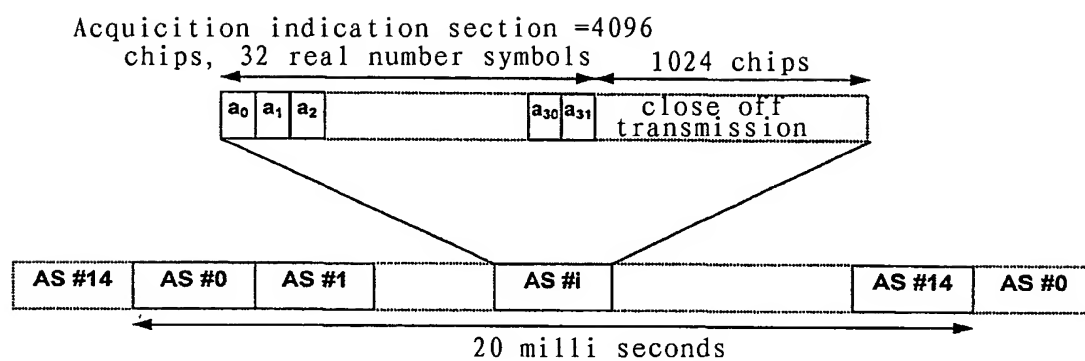 Acquicition indication section =4096
chips, 32 real number symbols
1024 chips
a0 a1 a2 a30 a31 close off
transmission
AS #14 AS #0 AS #1 AS #i AS #14 AS #0
20 milli seconds